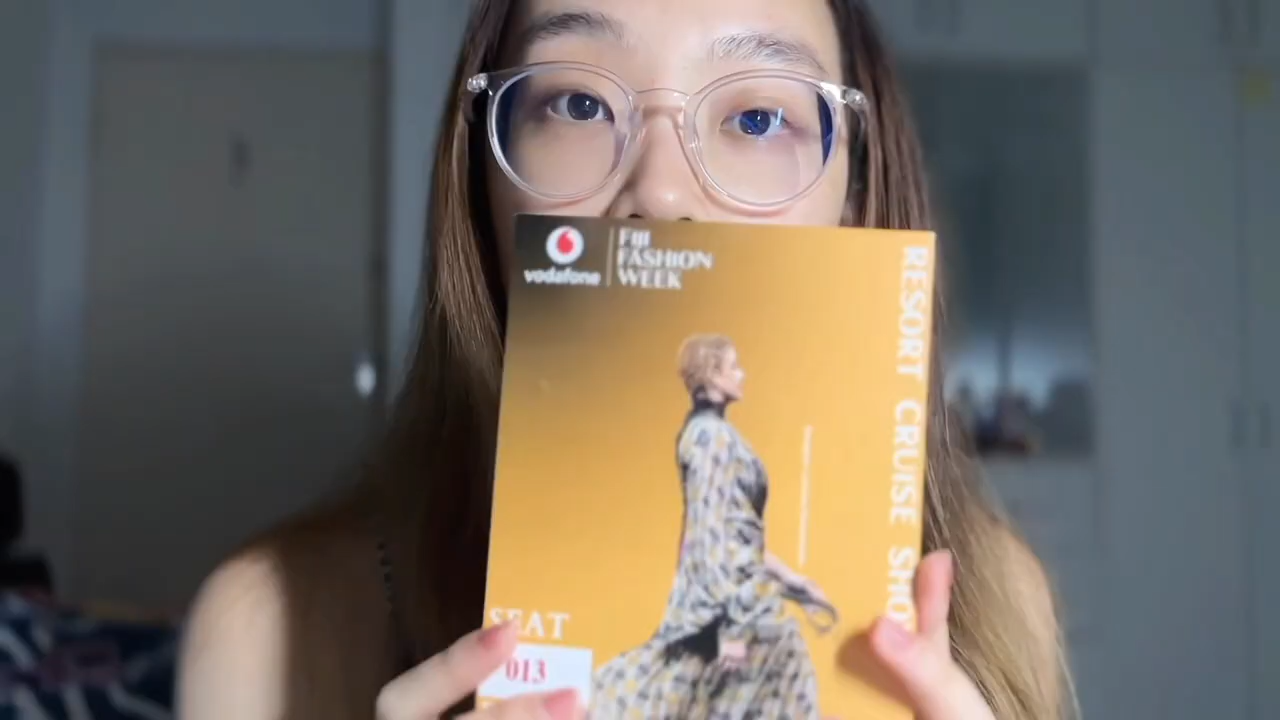 vodafone
FIJI
FASHION
WEEK
RESORT CRUISE SHO
SEAT
013